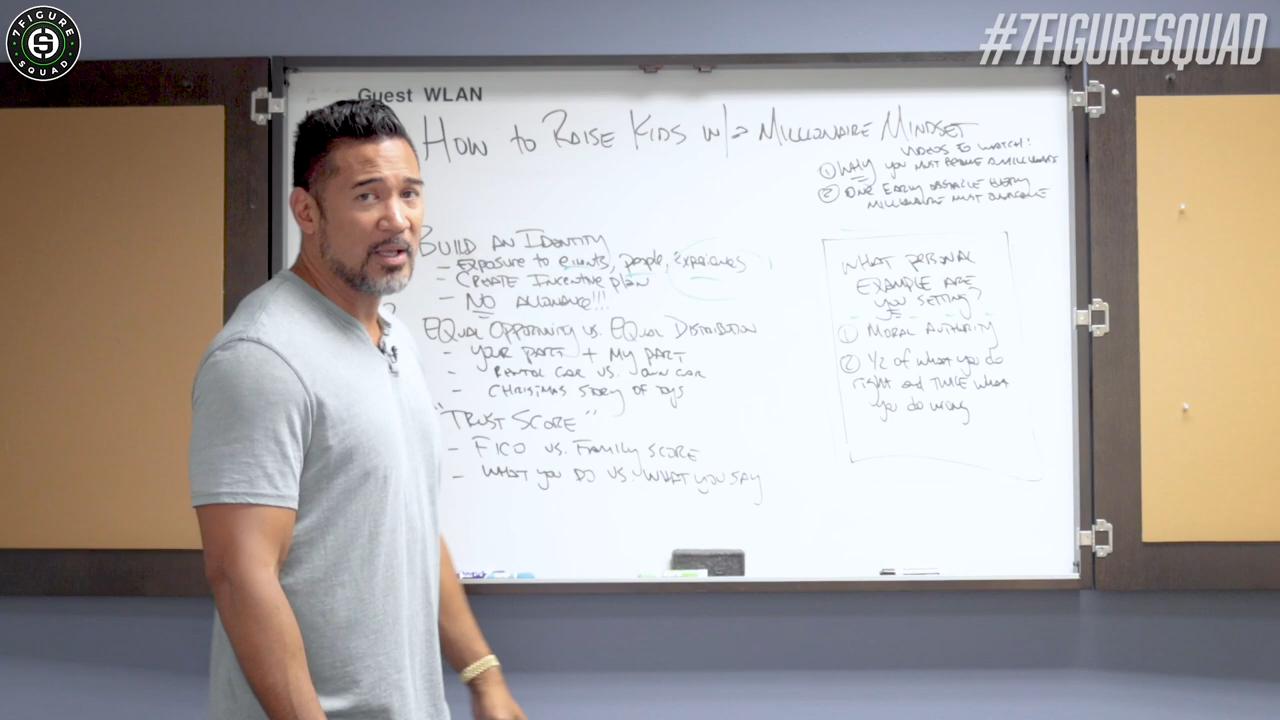 7 FIGURE SQUAD
#7FIGURESQUAD
Guest WLAN
HOW to RAISE KIDS W/a MILLIONAIRE MINDSET
VIDEOS to WATCH:
① WHY you MUST BECOME A MILLIONAIRE
② ONE EARLY OBSTACLE EVERY
MILLIONAIRE MUST OVERCOME
BUILD AN IDENTITY
- EXPOSURE to events, people, Experiences
- CREATE INCENTIVE plan
- NO ALLOWANCE!!!
EQUAL OPPORTUNITY vs. EQUAL DISTRIBUTION
- YOUR PART + MY PART
- RENTAL CAR VS. OWN CAR
- CHRISTMAS STORY OF TOYS
"TRUST SCORE"
- FICO VS. FAMILY SCORE
- WHAT you DO VS. WHAT YOU SAY
WHAT PERSONAL
EXAMPLE ARE
you SETTING?
① MORAL AUTHORITY
② 1/2 of what you do
right and TWICE what
you do wrong